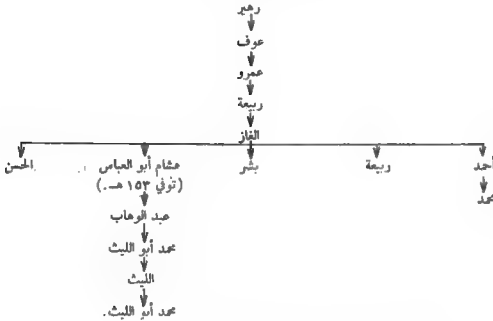 زهير
عوف
عمرو
ربيعة
الغاز
أحمد ربيعة بشر هشام أبو العباس الحسن
محمد (توفي ١٥٣ هـ.)
عبد الوهاب
محمد أبو الليث
الليث
محمد أبو الليث.